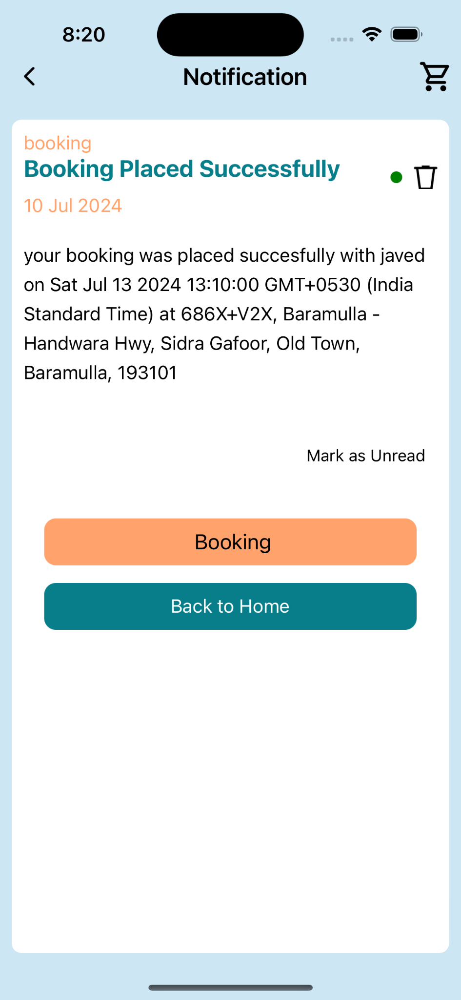 8:20
Notification
booking
Booking Placed Successfully
10 Jul 2024
your booking was placed succesfully with javed
on Sat Jul 13 2024 13:10:00 GMT+0530 (India
Standard Time) at 686X+V2X, Baramulla -
Handwara Hwy, Sidra Gafoor, Old Town,
Baramulla, 193101
Mark as Unread
Booking
Back to Home